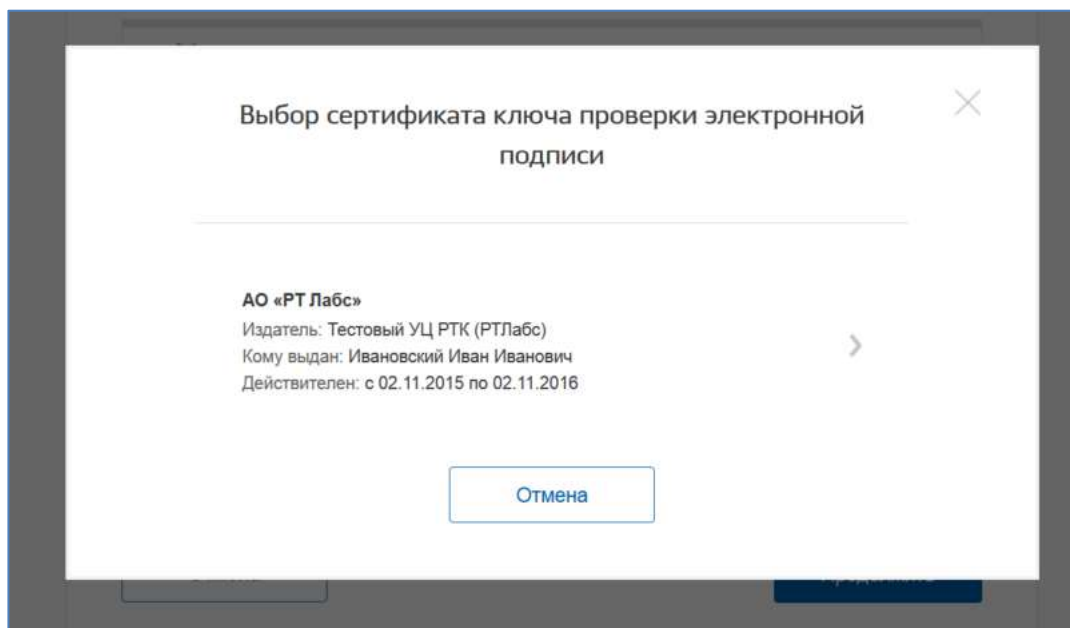 Выбор сертификата ключа проверки электронной
подписи
АО «РТ Лабс»
Издатель: Тестовый УЦ РТК (РТЛабс)
Кому выдан: Ивановский Иван Иванович
Действителен: с 02.11.2015 по 02.11.2016
Отмена